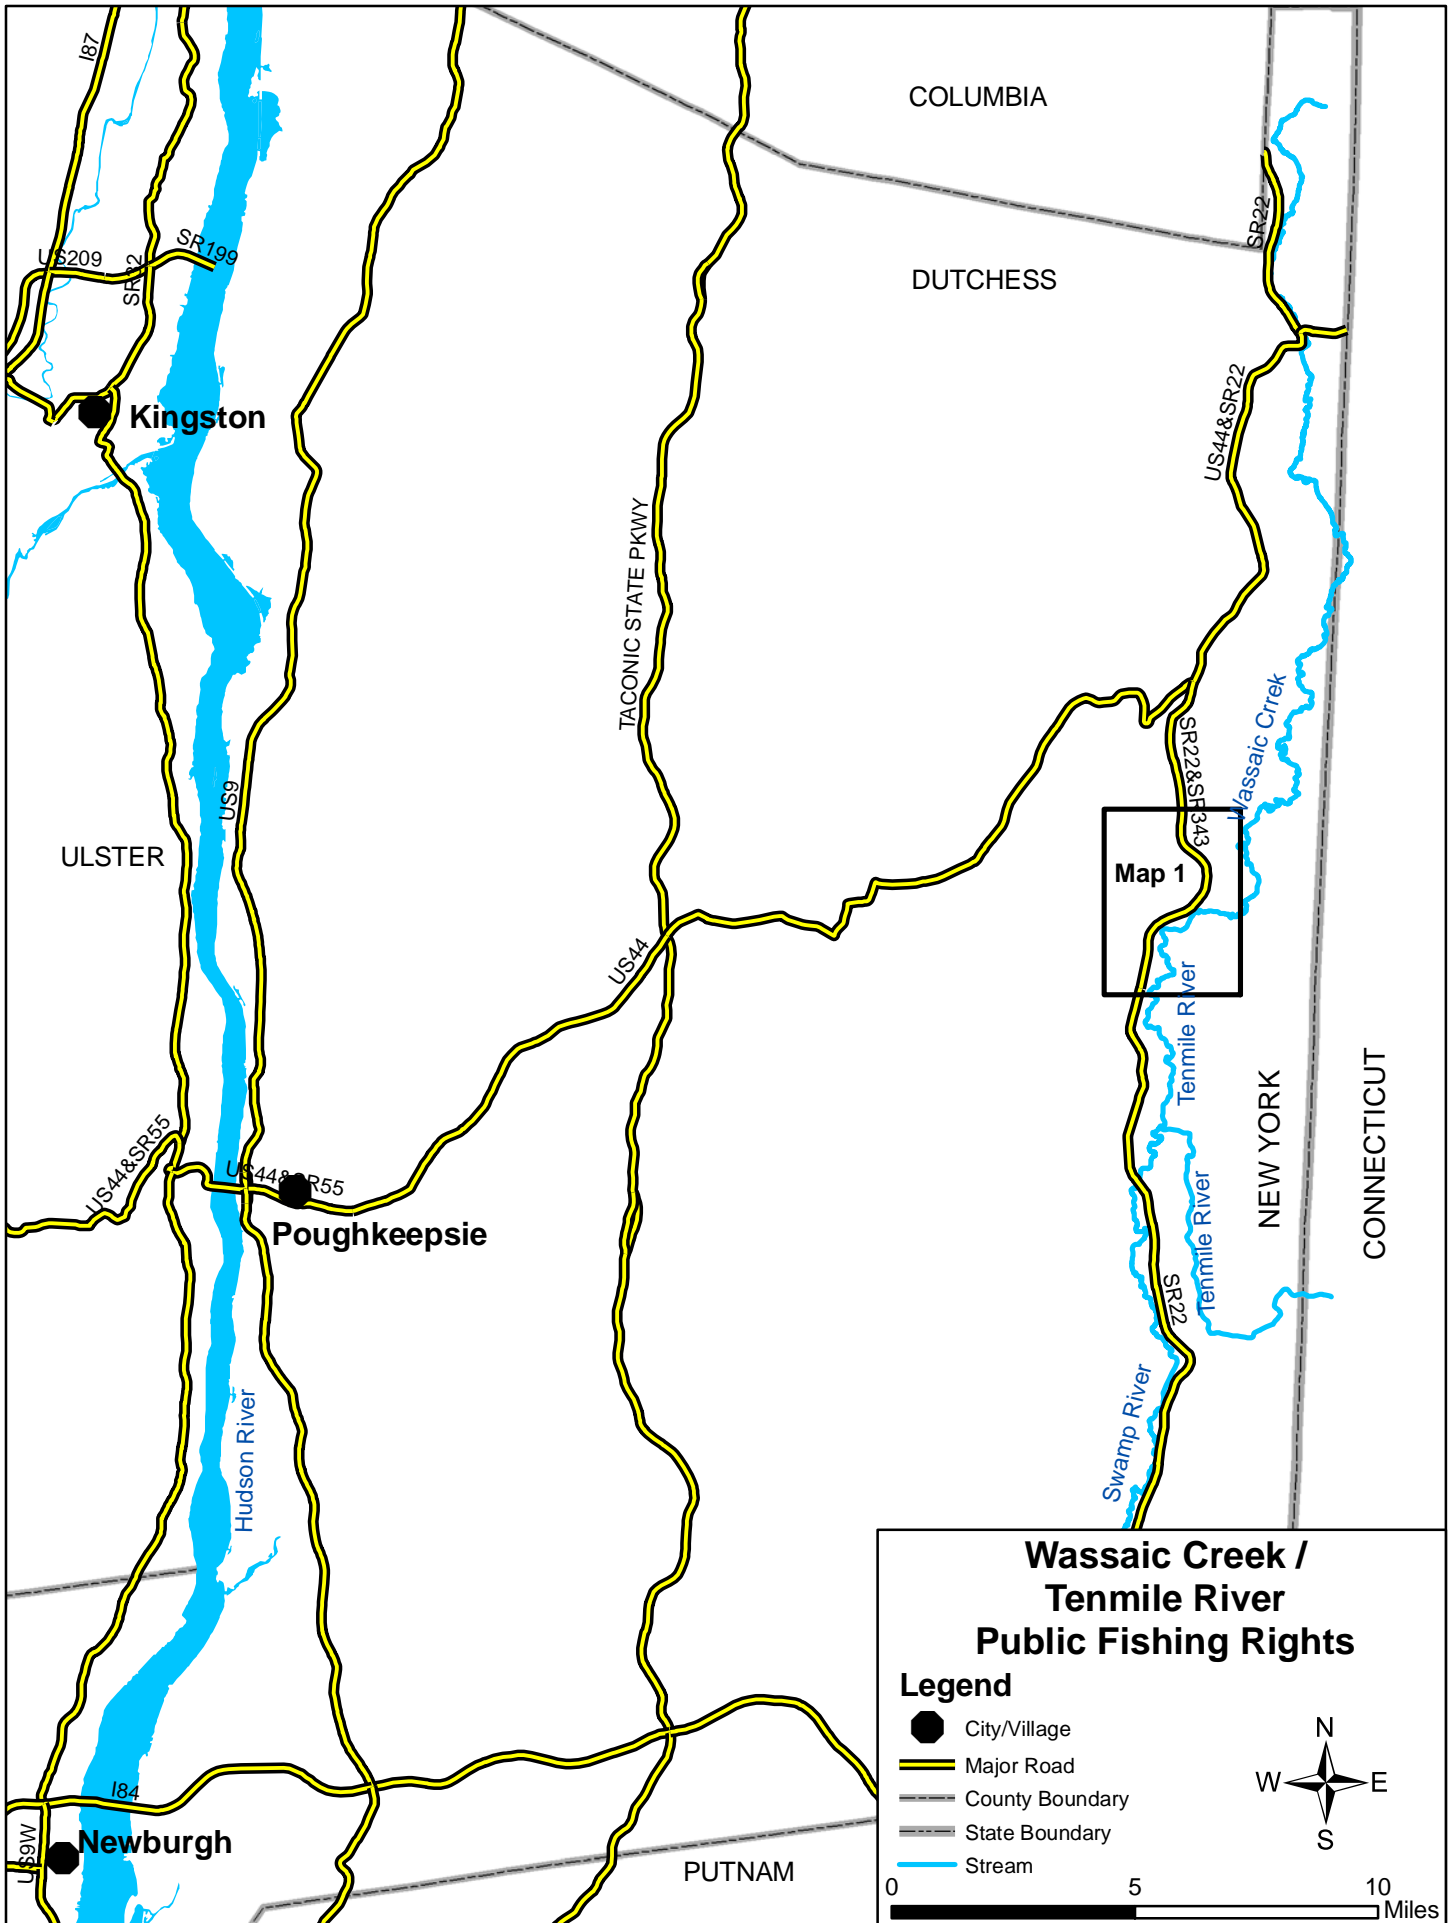 I87
COLUMBIA
SR22
US209
SR199
SR32
DUTCHESS
US44&SR22
Kingston
TACONIC STATE PKWY
Wassaic Crrek
SR22&SR343
US9
ULSTER
Map 1
US44
Tenmile River
NEW YORK
CONNECTICUT
US44&SR55
US44&SR55
Poughkeepsie
Tenmile River
SR22
Swamp River
Hudson River
Wassaic Creek /
Tenmile River
Public Fishing Rights
Legend
City/Village
Major Road
County Boundary
State Boundary
Stream
N
W E
S
0 5 10
Miles
I84
US9W
Newburgh
PUTNAM